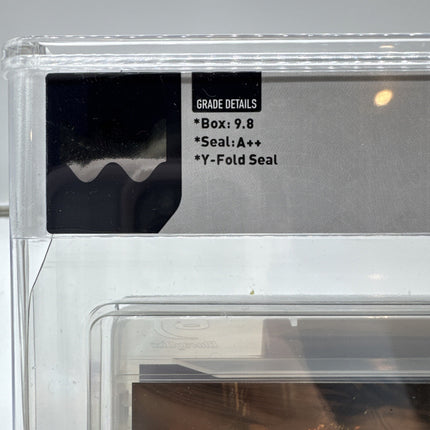 GRADE DETAILS
*Box: 9.8
*Seal: A++
*Y-Fold Seal